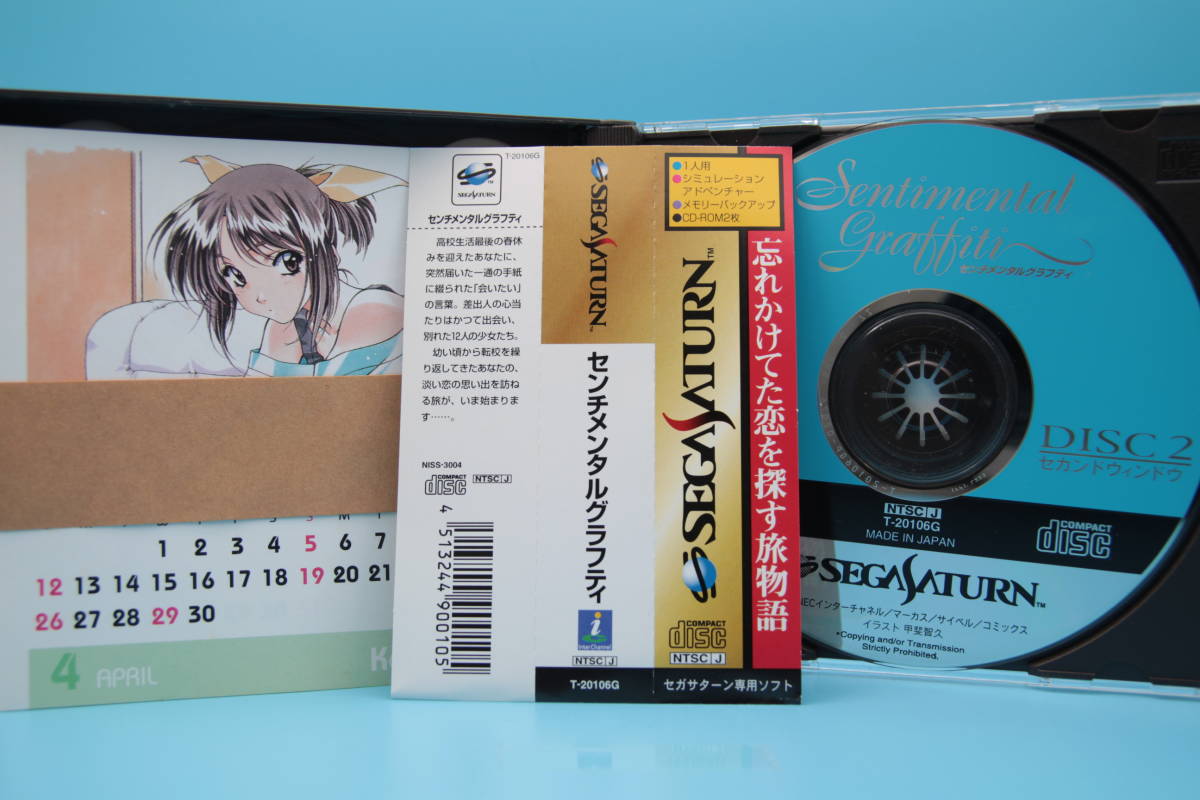 T-20106G
SEGA SATURN™
センチメンタルグラフティ
高校生活最後の春休
みを迎えたあなたに、
突然届いた一通の手紙
に綴られた「会いたい」
の言葉。差出人の心当
たりはかつて出会い、
別れた12人の少女たち。
幼い頃から転校を繰
り返してきたあなたの、
淡い恋の思い出を訪ね
る旅が、いま始まりま
す……。
NISS-3004
COMPACT
disc
NTSC J
4 513244 900105
SEGA SATURN™
センチメンタルグラフティ
InterChannel
NTSC J
T-20106G
●1人用
●シミュレーション
アドベンチャー
●メモリーバックアップ
●CD-ROM2枚
SEGA SATURN™
COMPACT
disc
NTSC J
セガサターン専用ソフト
忘れかけてた恋を探す旅物語
Sentimental
Graffiti
センチメンタルグラフティ
DISC 2
セカンドウィンドウ
NTSC J
T-20106G
MADE IN JAPAN
COMPACT
disc
SEGA SATURN™
NECインターチャネル／マーカス／サイベル／コミックス
イラスト 甲斐智久
*Copying and/or Transmission
Strictly Prohibited.
1 2 3 4 5 6 7
12 13 14 15 16 17 18 19 20 21
26 27 28 29 30
4 APRIL